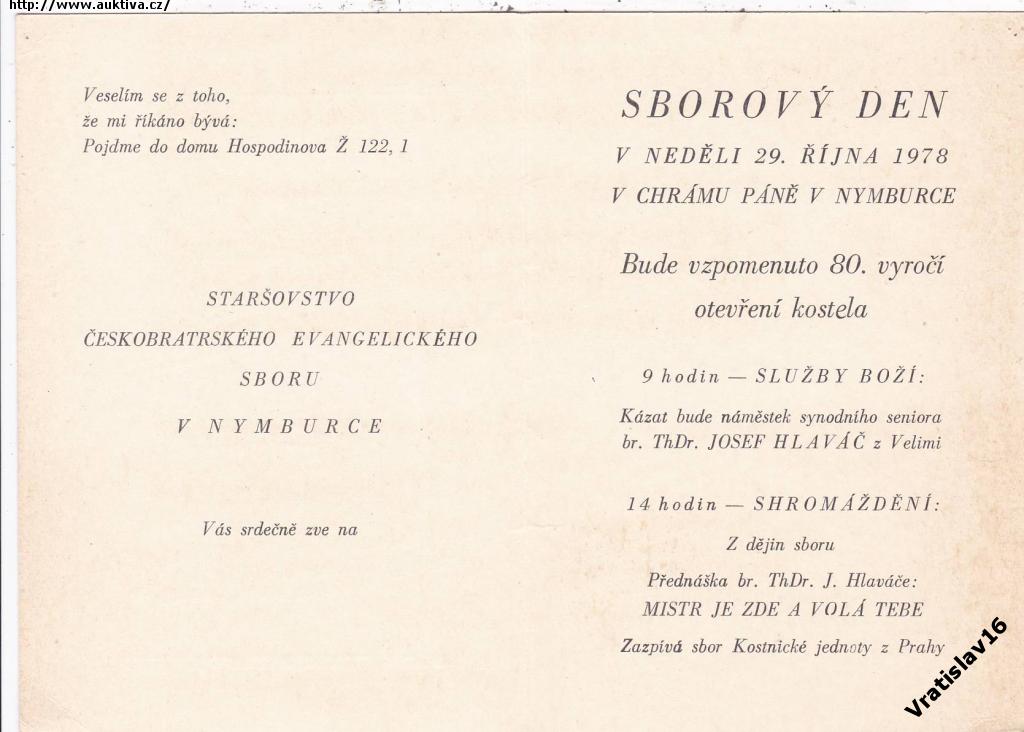 http://www.auktiva.cz/
Veselím se z toho,
že mi říkáno bývá:
Pojdme do domu Hospodinova Ž 122, 1
STARŠOVSTVO
ČESKOBRATRSKÉHO EVANGELICKÉHO
SBORU
V NYMBURCE
Vás srdečně zve na
SBOROVÝ DEN
V NEDĚLI 29. ŘÍJNA 1978
V CHRÁMU PÁNĚ V NYMBURCE
Bude vzpomenuto 80. vyročí
otevření kostela
9 hodin — SLUŽBY BOŽÍ:
Kázat bude náměstek synodního seniora
br. ThDr. JOSEF HLAVÁČ z Velimi
14 hodin — SHROMÁŽDĚNÍ:
Z dějin sboru
Přednáška br. ThDr. J. Hlaváče:
MISTR JE ZDE A VOLÁ TEBE
Zazpívá sbor Kostnické jednoty z Prahy
Vratislav16